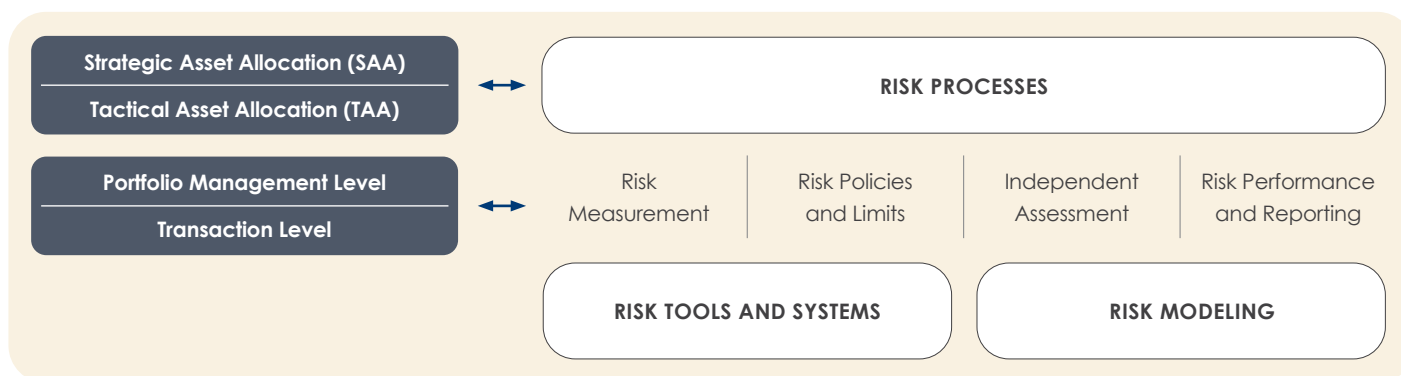 Strategic Asset Allocation (SAA)
Tactical Asset Allocation (TAA)
RISK PROCESSES
Portfolio Management Level
Transaction Level
Risk
Measurement
Risk Policies
and Limits
Independent
Assessment
Risk Performance
and Reporting
RISK TOOLS AND SYSTEMS
RISK MODELING